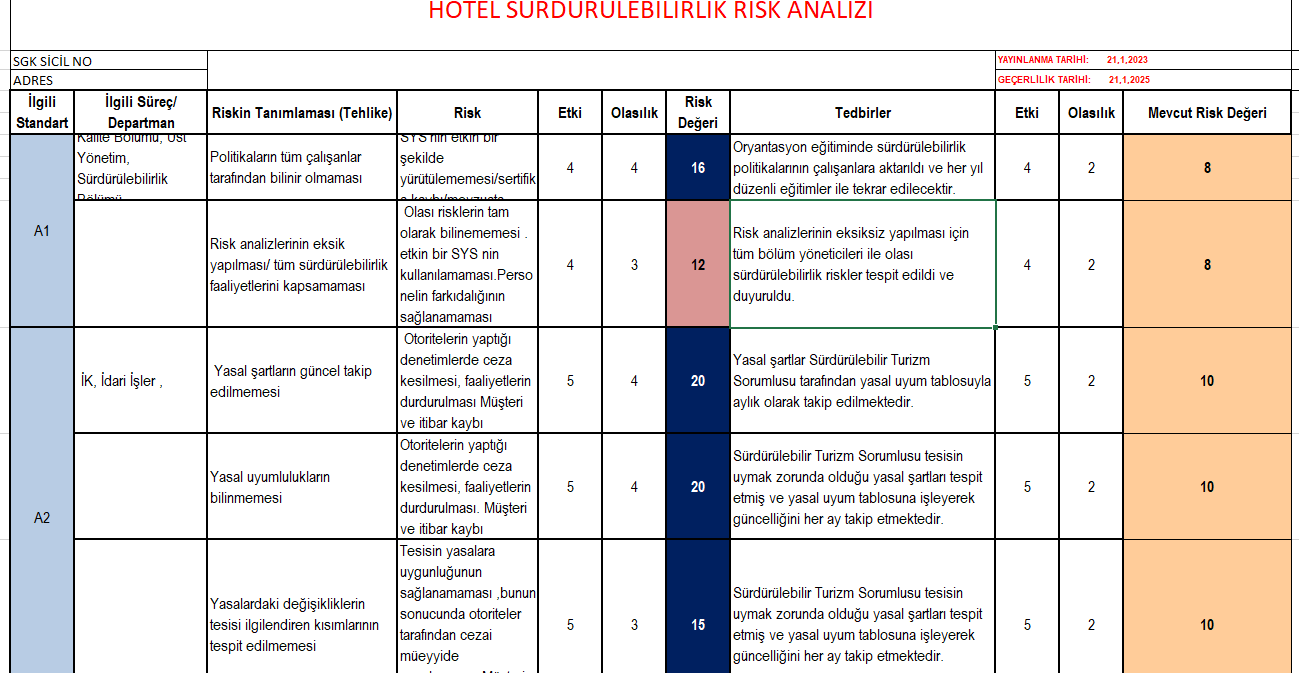 HOTEL SÜRDÜRÜLEBİLİRLİK RİSK ANALİZİ
SGK SİCİL NO
YAYINLANMA TARİHİ: 21,1,2023
ADRES
GEÇERLİLİK TARİHİ: 21,1,2025
İlgili
Standart
İlgili Süreç/
Departman
Riskin Tanımlaması (Tehlike)
Risk
Etki
Olasılık
Risk
Değeri
Tedbirler
Etki
Olasılık
Mevcut Risk Değeri
A1
Kalite Bölümü, Üst
Yönetim,
Sürdürülebilirlik
Bölümü
Politikaların tüm çalışanlar
tarafından bilinir olmaması
SYS nin etkin bir
şekilde
yürütülememesi/sertifik
a kaybı/mevzuata
4
4
16
Oryantasyon eğitiminde sürdürülebilirlik
politikalarının çalışanlara aktarıldı ve her yıl
düzenli eğitimler ile tekrar edilecektir.
4
2
8
Risk analizlerinin eksik
yapılması/ tüm sürdürülebilirlik
faaliyetlerini kapsamaması
Olası risklerin tam
olarak bilinememesi .
etkin bir SYS nin
kullanılamaması.Perso
nelin farkıdalığının
sağlanamaması
4
3
12
Risk analizlerinin eksiksiz yapılması için
tüm bölüm yöneticileri ile olası
sürdürülebilirlik riskler tespit edildi ve
duyuruldu.
4
2
8
A2
İK, İdari İşler ,
Yasal şartların güncel takip
edilmemesi
Otoritelerin yaptığı
denetimlerde ceza
kesilmesi, faaliyetlerin
durdurulması Müşteri
ve itibar kaybı
5
4
20
Yasal şartlar Sürdürülebilir Turizm
Sorumlusu tarafından yasal uyum tablosuyla
aylık olarak takip edilmektedir.
5
2
10
Yasal uyumlulukların
bilinmemesi
Otoritelerin yaptığı
denetimlerde ceza
kesilmesi, faaliyetlerin
durdurulması. Müşteri
ve itibar kaybı
5
4
20
Sürdürülebilir Turizm Sorumlusu tesisin
uymak zorunda olduğu yasal şartları tespit
etmiş ve yasal uyum tablosuna işleyerek
güncelliğini her ay takip etmektedir.
5
2
10
Yasalardaki değişikliklerin
tesisi ilgilendiren kısımlarının
tespit edilmemesi
Tesisin yasalara
uygunluğunun
sağlanamaması ,bunun
sonucunda otoriteler
tarafından cezai
müeyyide
5
3
15
Sürdürülebilir Turizm Sorumlusu tesisin
uymak zorunda olduğu yasal şartları tespit
etmiş ve yasal uyum tablosuna işleyerek
güncelliğini her ay takip etmektedir.
5
2
10